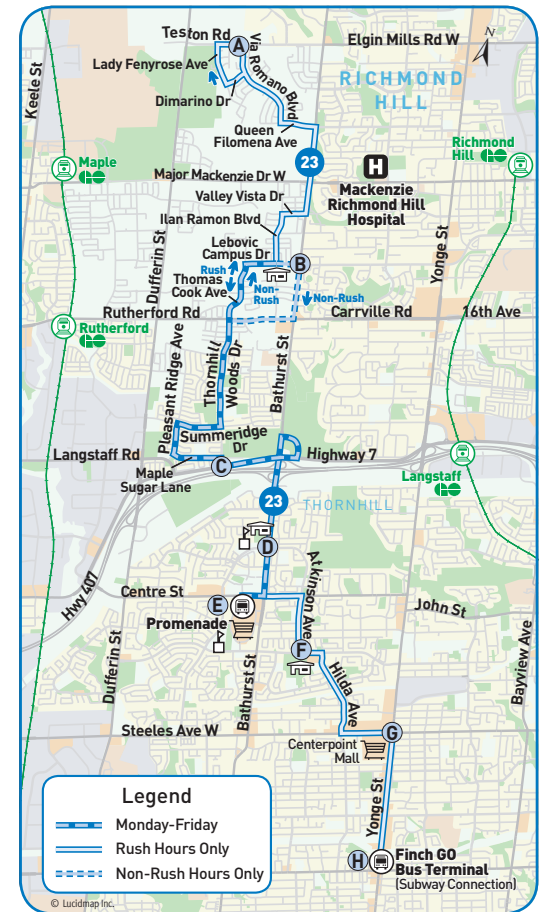 Teston Rd
A
Elgin Mills Rd W
N
Lady Fenyrose Ave
Via Romano Blvd
Keele St
RICHMOND
HILL
Dimarino Dr
Queen
Filomena Ave
Richmond
Hill
Maple
23
H
Major Mackenzie Dr W
Mackenzie
Richmond Hill
Hospital
Valley Vista Dr
Ilan Ramon Blvd
Yonge St
Dufferin St
Lebovic
Campus Dr
B
Rush
Thomas
Cook Ave
Non-
Rush
Non-Rush
Rutherford Rd
Carrville Rd
16th Ave
Rutherford
Pleasant Ridge Ave
Thornhill
Woods Dr
Bathurst St
Summeridge
Dr
Langstaff Rd
Highway 7
Maple
Sugar Lane
C
Langstaff
23
THORNHILL
D
Hwy 407
Atkinson Ave
Centre St
E
John St
Promenade
Dufferin St
Bathurst St
F
Hilda Ave
Bayview Ave
Steeles Ave W
G
Centerpoint
Mall
Yonge St
H
Finch GO
Bus Terminal
(Subway Connection)
Legend
Monday-Friday
Rush Hours Only
Non-Rush Hours Only
© Lucidmap Inc.